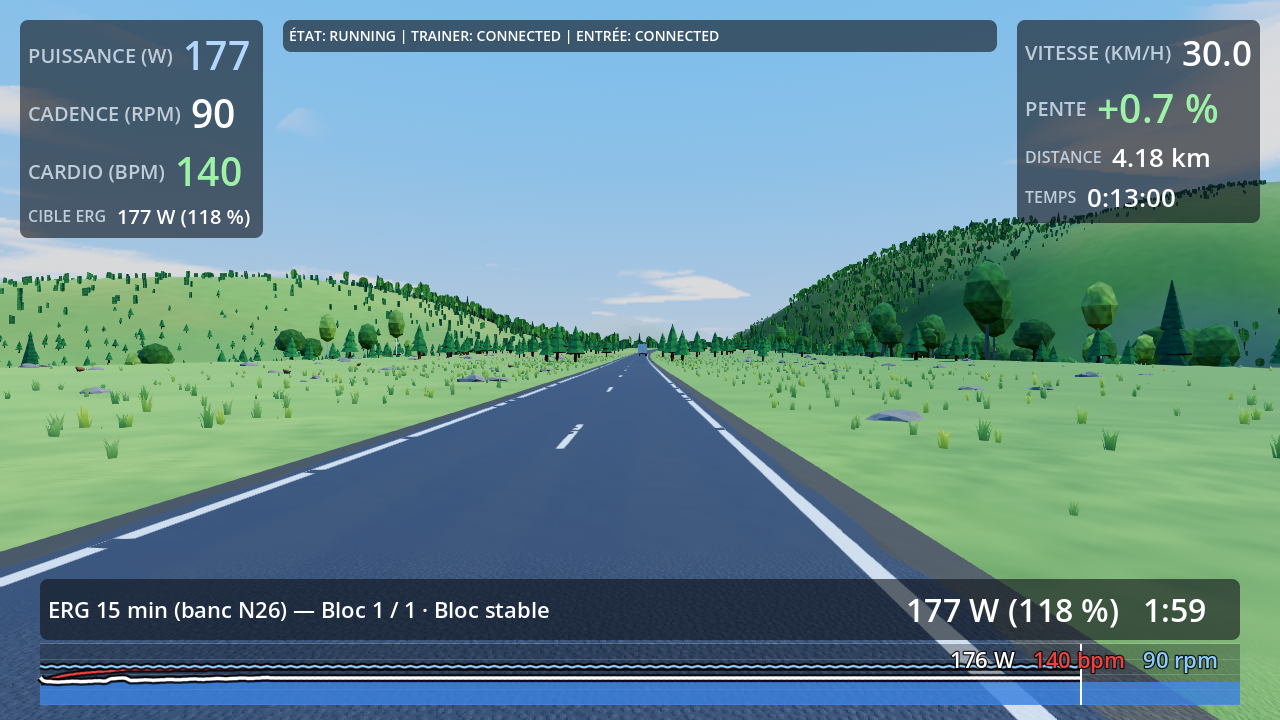 PUISSANCE (W) 177
CADENCE (RPM) 90
CARDIO (BPM) 140
CIBLE ERG 177 W (118 %)
ÉTAT: RUNNING | TRAINER: CONNECTED | ENTRÉE: CONNECTED
VITESSE (KM/H) 30.0
PENTE +0.7 %
DISTANCE 4.18 km
TEMPS 0:13:00
ERG 15 min (banc N26) — Bloc 1 / 1 · Bloc stable 177 W (118 %) 1:59
176 W 140 bpm 90 rpm